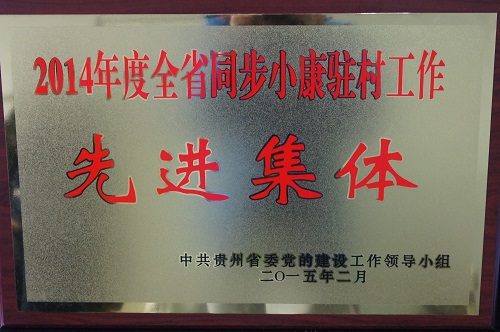 2014年度全省同步小康驻村工作
先进集体
中共贵州省委党的建设工作领导小组
二O一五年二月